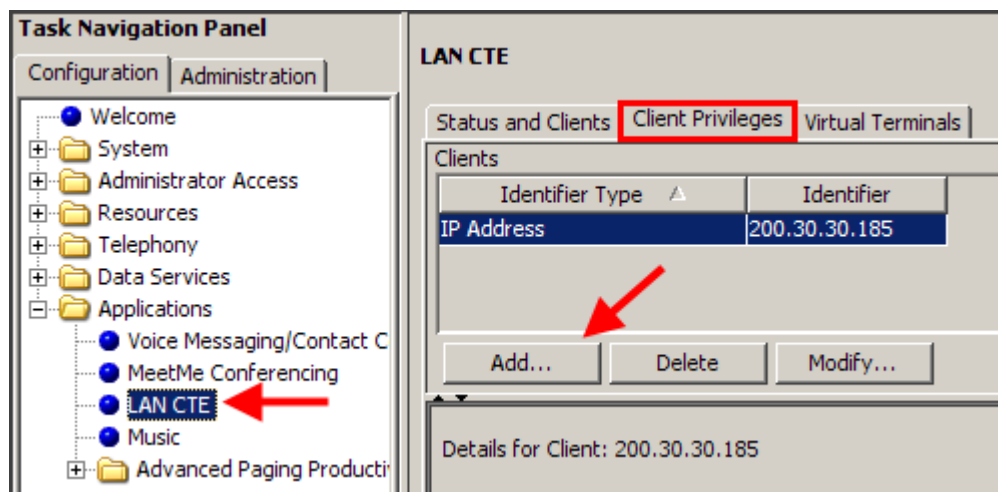 Task Navigation Panel
Configuration
Administration
Welcome
System
Administrator Access
Resources
Telephony
Data Services
Applications
Voice Messaging/Contact C
MeetMe Conferencing
LAN CTE
Music
Advanced Paging Producti
LAN CTE
Status and Clients
Client Privileges
Virtual Terminals
Clients
Identifier Type
Identifier
IP Address
200.30.30.185
Add...
Delete
Modify...
Details for Client: 200.30.30.185